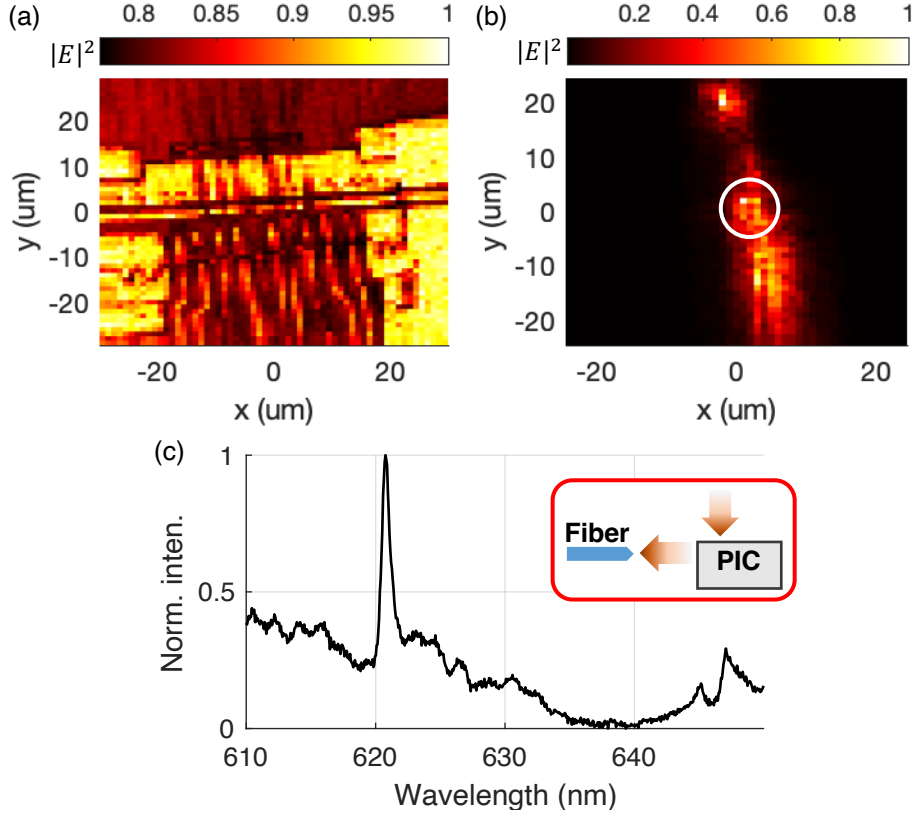 (a)
0.8 0.85 0.9 0.95 1
|E|²
20
10
0
-10
-20
y (um)
-20 0 20
x (um)
(b)
0.2 0.4 0.6 0.8 1
|E|²
20
10
0
-10
-20
y (um)
-20 0 20
x (um)
(c)
1
0.5
0
Norm. inten.
610 620 630 640
Wavelength (nm)
Fiber
PIC